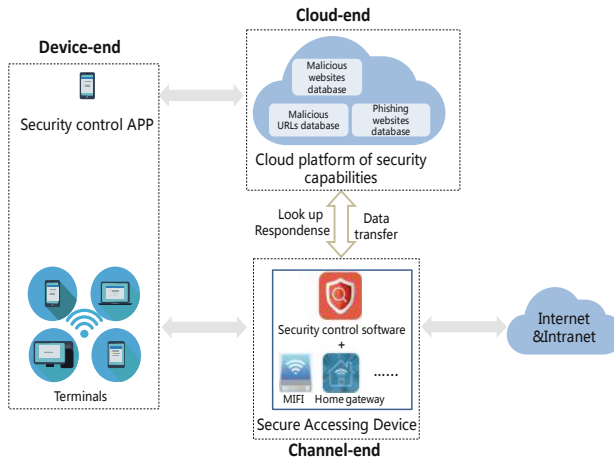 Cloud-end
Device-end
Malicious
websites
database
Malicious
URLs database
Phishing
websites
database
Security control APP
Cloud platform of security
capabilities
Look up
Respondense
Data
transfer
Security control software
+
MIFI
Home gateway
......
Internet
&Intranet
Terminals
Secure Accessing Device
Channel-end